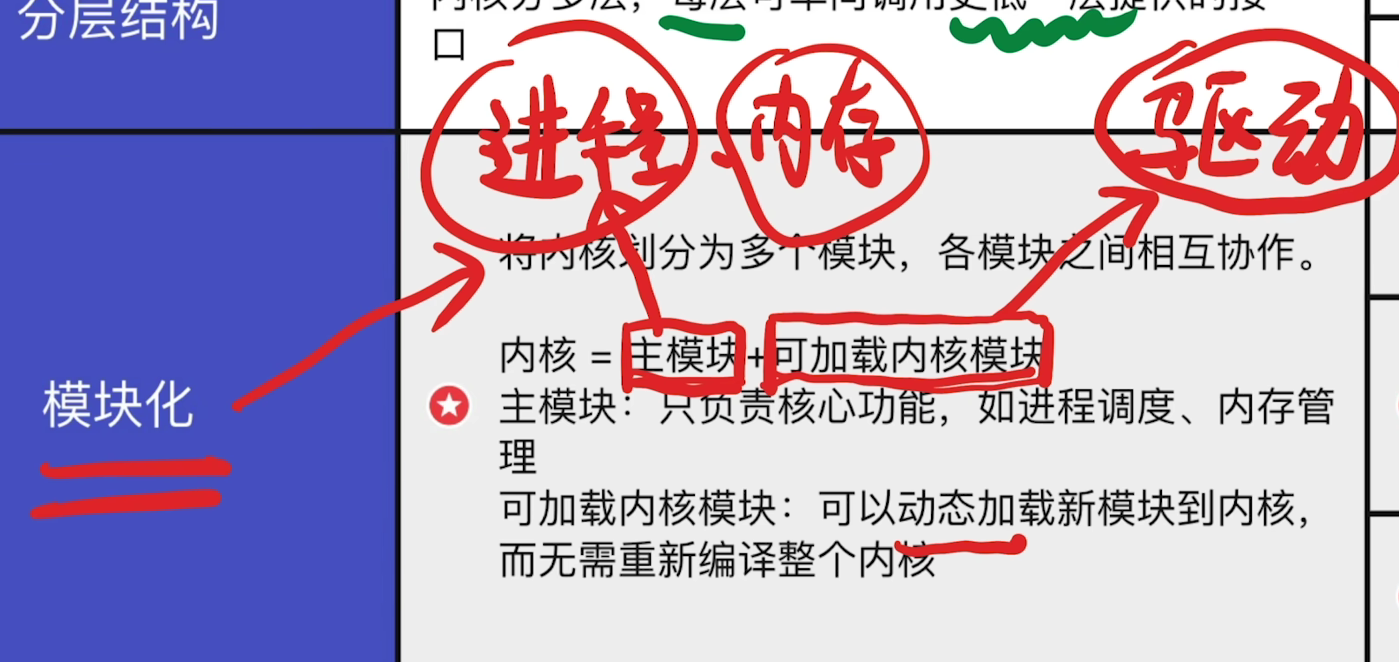 分层结构
内核分多层，每层可单向调用更低一层提供的接
口
进程 内存 驱动
将内核划分为多个模块，各模块之间相互协作。
内核 = 主模块+可加载内核模块
模块化
主模块：只负责核心功能，如进程调度、内存管
理
可加载内核模块：可以动态加载新模块到内核，
而无需重新编译整个内核